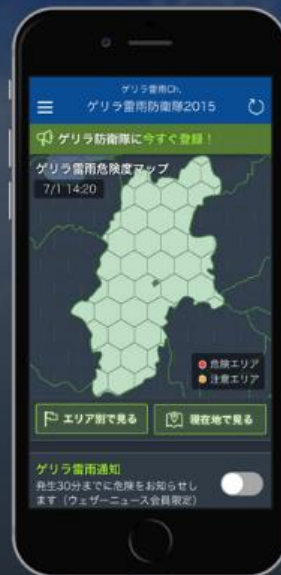 ゲリラ雷雨Ch.
ゲリラ雷雨防衛隊2015
ゲリラ防衛隊に今すぐ登録！
ゲリラ雷雨危険度マップ
7/1 14:20
危険エリア
注意エリア
エリア別で見る
現在地で見る
ゲリラ雷雨通知
発生30分までに危険をお知らせし
ます（ウェザーニュース会員限定）